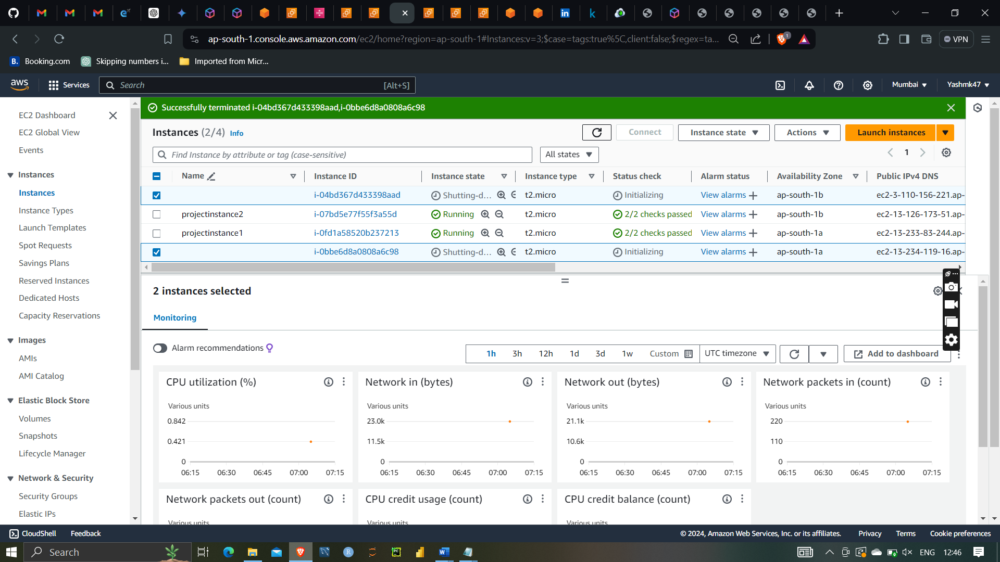 ap-south-1.console.aws.amazon.com/ec2/home?region=ap-south-1#Instances:v=3;$case=tags:true%5C,client:false;$regex=ta...
1
VPN
Booking.com
Skipping numbers i...
Imported from Micr...
aws
Services
Search
[Alt+S]
Mumbai
Yashmk47
EC2 Dashboard
EC2 Global View
Events
Instances
Instances
Instance Types
Launch Templates
Spot Requests
Savings Plans
Reserved Instances
Dedicated Hosts
Capacity Reservations
Images
AMIs
AMI Catalog
Elastic Block Store
Volumes
Snapshots
Lifecycle Manager
Network & Security
Security Groups
Elastic IPs
Successfully terminated i-04bd367d433398aad,i-0bbe6d8a0808a6c98
Instances (2/4) Info
Connect
Instance state
Actions
Launch instances
Find Instance by attribute or tag (case-sensitive)
All states
1
Name Instance ID Instance state Instance type Status check Alarm status Availability Zone Public IPv4 DNS
i-04bd367d433398aad Shutting-d... t2.micro Initializing View alarms ap-south-1b ec2-3-110-156-221.ap-
projectinstance2 i-07bd5e77f55f3a55d Running t2.micro 2/2 checks passed View alarms ap-south-1b ec2-13-126-173-51.ap-
projectinstance1 i-0fd1a58520b237213 Running t2.micro 2/2 checks passed View alarms ap-south-1a ec2-13-233-83-244.ap-
i-0bbe6d8a0808a6c98 Shutting-d... t2.micro Initializing View alarms ap-south-1a ec2-13-234-119-16.ap-
2 instances selected
Monitoring
Alarm recommendations
1h 3h 12h 1d 3d 1w Custom UTC timezone
Add to dashboard
CPU utilization (%)
Various units
0.842
0.421
0
06:15 06:30 06:45 07:00 07:15
Network in (bytes)
Various units
23.0k
11.5k
0
06:15 06:30 06:45 07:00 07:15
Network out (bytes)
Various units
21.1k
10.6k
0
06:15 06:30 06:45 07:00 07:15
Network packets in (count)
Various units
220
110
0
06:15 06:30 06:45 07:00 07:15
Network packets out (count)
Various units
CPU credit usage (count)
Various units
CPU credit balance (count)
Various units
CloudShell Feedback
© 2024, Amazon Web Services, Inc. or its affiliates. Privacy Terms Cookie preferences
Search
ENG 12:46